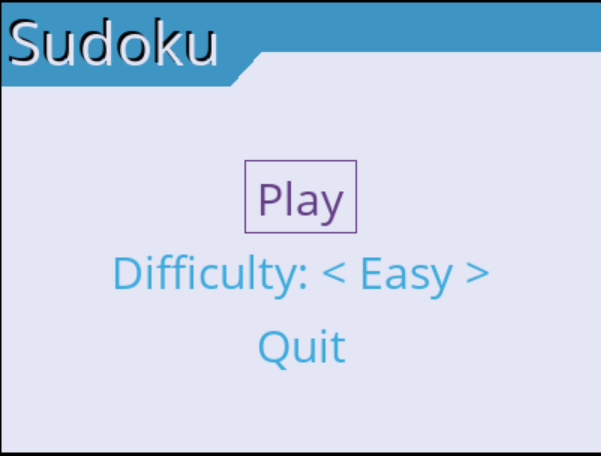 Sudoku
Play
Difficulty: < Easy >
Quit